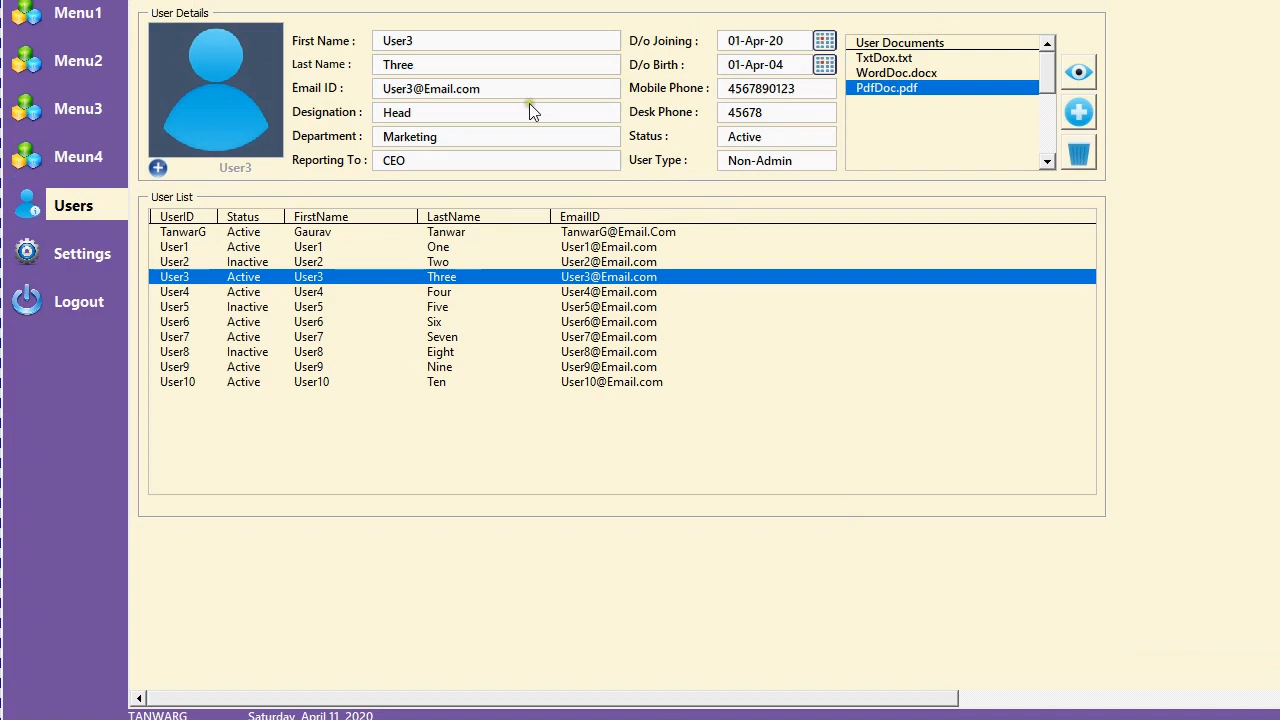 Menu1
Menu2
Menu3
Meun4
Users
Settings
Logout
User Details
User3
First Name : User3
Last Name : Three
Email ID : User3@Email.com
Designation : Head
Department : Marketing
Reporting To : CEO
D/o Joining : 01-Apr-20
D/o Birth : 01-Apr-04
Mobile Phone : 4567890123
Desk Phone : 45678
Status : Active
User Type : Non-Admin
User Documents
TxtDox.txt
WordDoc.docx
PdfDoc.pdf
User List
UserID Status FirstName LastName EmailID
TanwarG Active Gaurav Tanwar TanwarG@Email.Com
User1 Active User1 One User1@Email.com
User2 Inactive User2 Two User2@Email.com
User3 Active User3 Three User3@Email.com
User4 Active User4 Four User4@Email.com
User5 Inactive User5 Five User5@Email.com
User6 Active User6 Six User6@Email.com
User7 Active User7 Seven User7@Email.com
User8 Inactive User8 Eight User8@Email.com
User9 Active User9 Nine User9@Email.com
User10 Active User10 Ten User10@Email.com
TANWARG Saturday, April 11, 2020